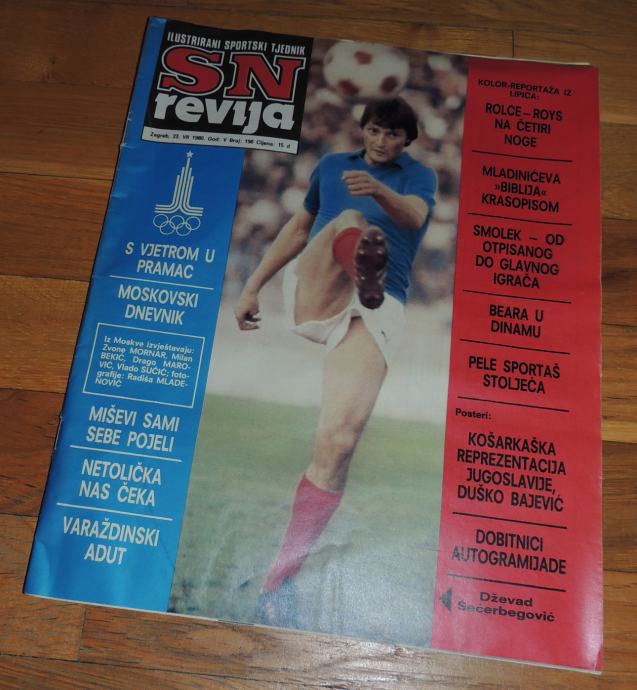 ILUSTRIRANI SPORTSKI TJEDNIK
SN
revija
Zagreb, 23. VII 1980. God: V Broj: 156 Cijena: 15 d
S VJETROM U
PRAMAC
MOSKOVSKI
DNEVNIK
Iz Moskve izvještavaju:
Zvone MORNAR, Milan
BEKIĆ, Drago MARO-
VIĆ, Vlado SUČIĆ; foto-
grafije: Radiša MLADE-
NOVIĆ
MIŠEVI SAMI
SEBE POJELI
NETOLIČKA
NAS ČEKA
VARAŽDINSKI
ADUT
KOLOR-REPORTAŽA IZ
LIPICA:
ROLCE – ROYS
NA ČETIRI
NOGE
MLADINIĆEVA
»BIBLIJA«
KRASOPISOM
SMOLEK – OD
OTPISANOG
DO GLAVNOG
IGRAČA
BEARA U
DINAMU
PELE SPORTAŠ
STOLJEĆA
Posteri:
KOŠARKAŠKA
REPREZENTACIJA
JUGOSLAVIJE,
DUŠKO BAJEVIĆ
DOBITNICI
AUTOGRAMIJADE
Dževad
Šećerbegović